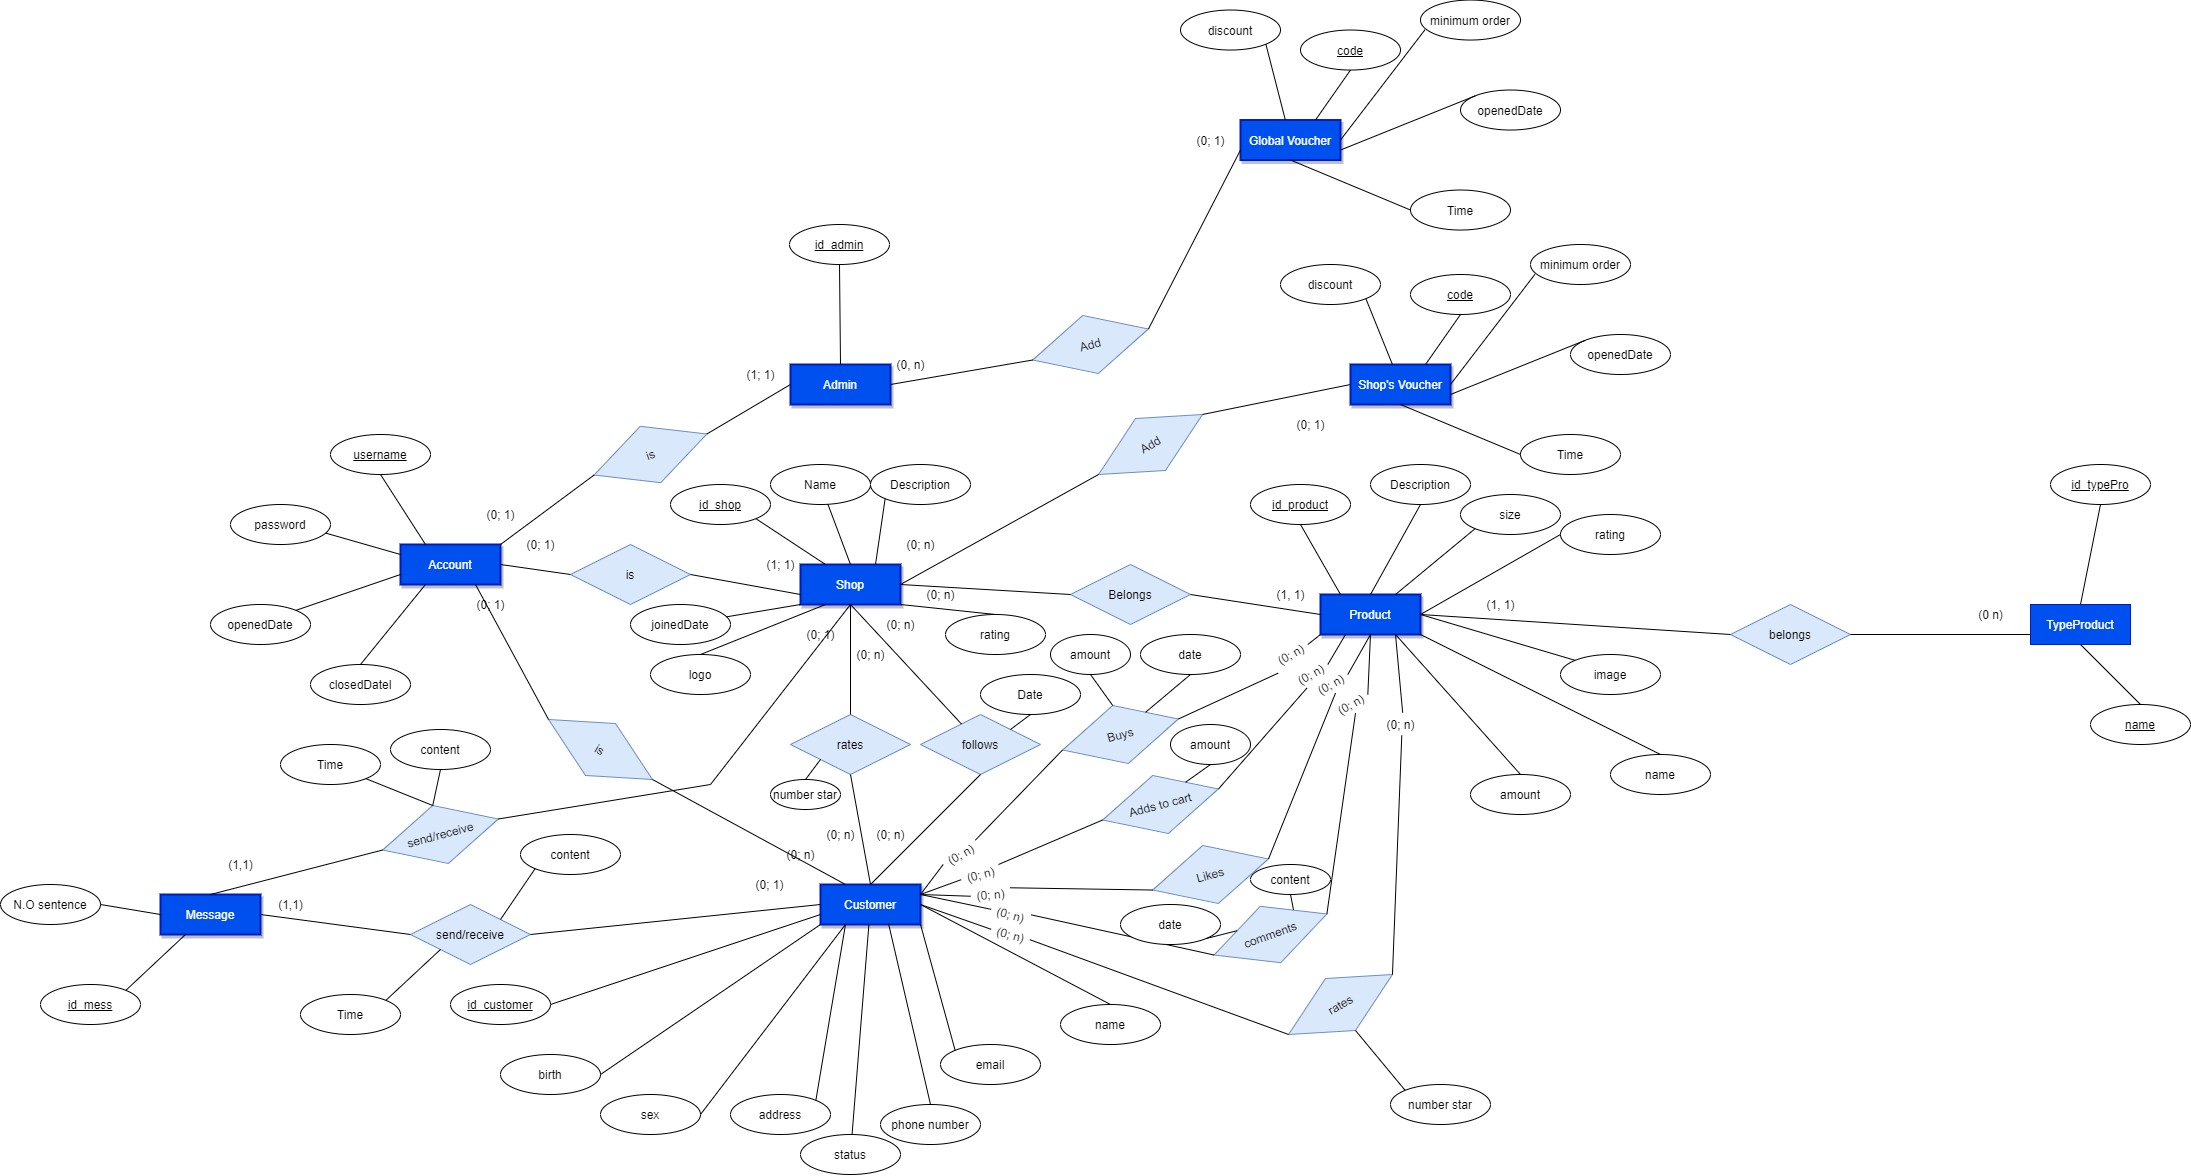 minimum order
discount
code
openedDate
(0; 1)
Global Voucher
Time
id_admin
minimum order
discount
code
Add
openedDate
(0, n)
(1; 1)
Admin
Shop's Voucher
(0; 1)
Add
username
is
Time
Name
Description
id_shop
Description
id_product
id_typePro
size
(0; 1)
password
rating
(0; 1)
(0; n)
Account
(1; 1)
is
Shop
Belongs
(0; n)
(1, 1)
(1, 1)
(0; 1)
Product
(0 n)
openedDate
joinedDate
(0; n)
TypeProduct
(0; 1)
rating
belongs
(0; n)
amount
date
(0; n)
logo
(0; n)
image
closedDatel
(0; n)
Date
(0; n)
name
(0; n)
Buys
rates
follows
amount
is
content
Time
name
number star
amount
Adds to cart
send/receive
(0; n)
(0; n)
content
(0; n)
(0; n)
(1,1)
(0; n)
Likes
content
(0; 1)
(0; n)
N.O sentence
(1,1)
Customer
Message
(0; n)
date
send/receive
(0; n)
comments
id_mess
id_customer
rates
Time
name
email
birth
number star
sex
address
phone number
status